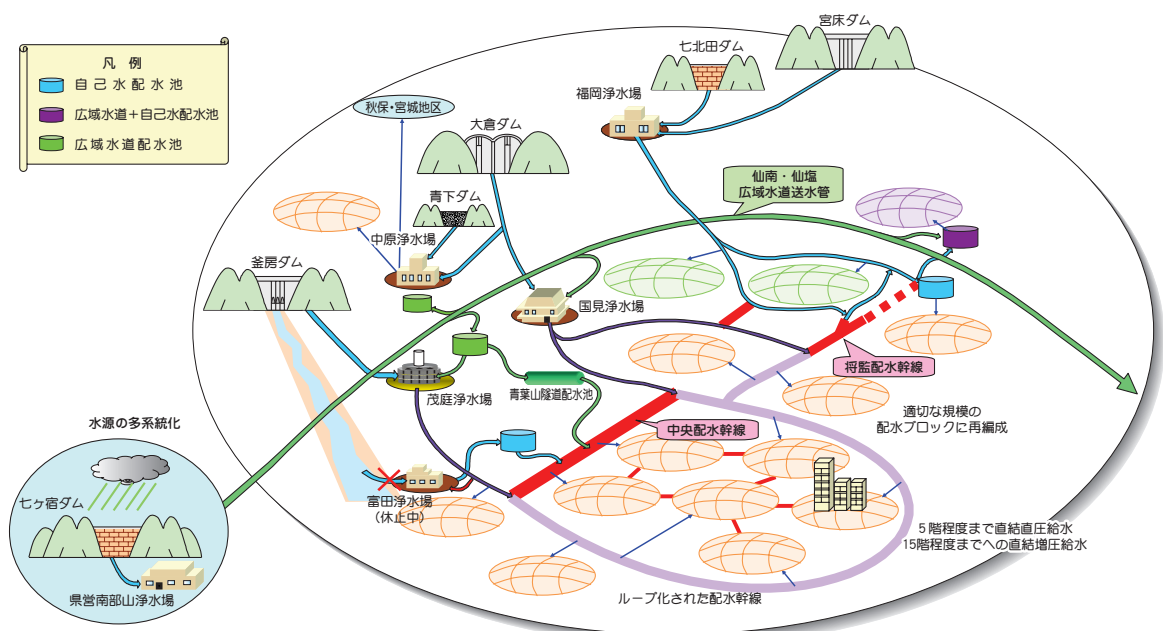 凡例
自己水配水池
広域水道＋自己水配水池
広域水道配水池
宮床ダム
七北田ダム
福岡浄水場
秋保・宮城地区
大倉ダム
青下ダム
中原浄水場
仙南・仙塩
広域水道送水管
釜房ダム
国見浄水場
茂庭浄水場
青葉山隧道配水池
将監配水幹線
中央配水幹線
適切な規模の
配水ブロックに再編成
水源の多系統化
七ヶ宿ダム
県営南部山浄水場
富田浄水場
（休止中）
5階程度まで直結直圧給水
15階程度までへの直結増圧給水
ループ化された配水幹線